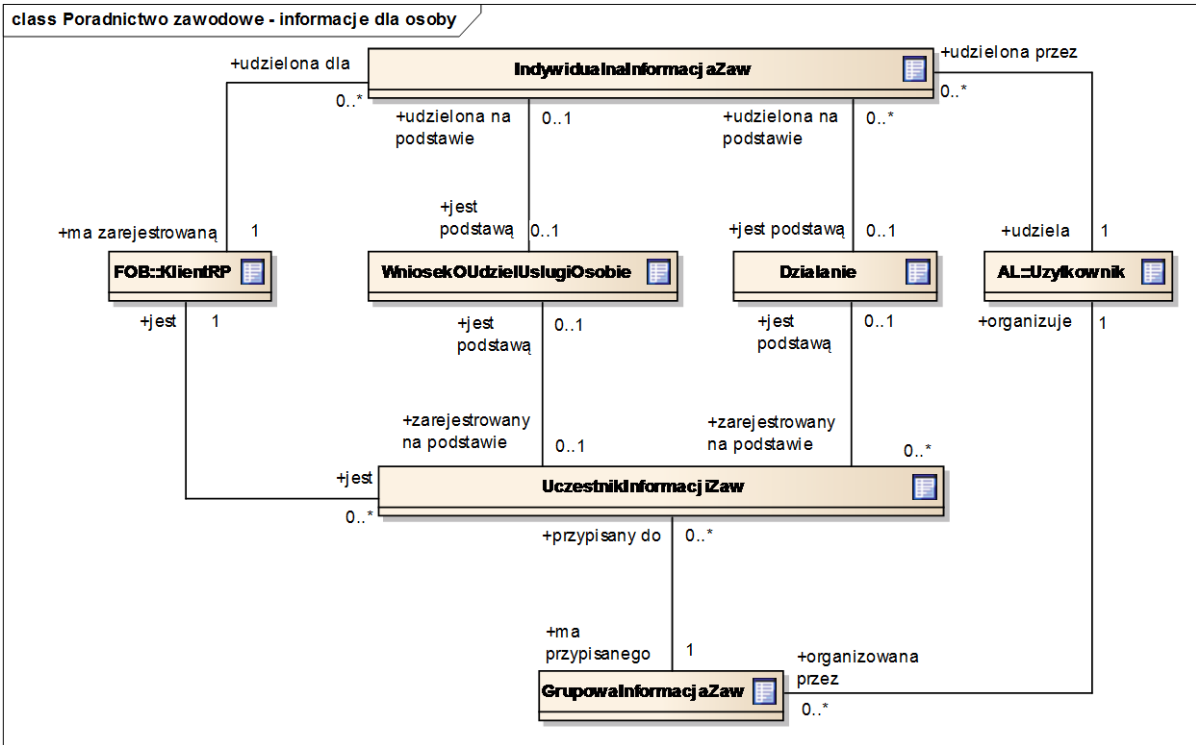 class Poradnictwo zawodowe - informacje dla osoby
+udzielona dla
IndywidualnaInformacjaZaw
+udzielona przez
0..*
0..*
+udzielona na
podstawie
0..1
+udzielona na
podstawie
0..*
+ma zarejestrowaną
1
+jest
podstawą
0..1
+jest podstawą
0..1
+udziela
1
FOB::KlientRP
WniosekOUdzielUslugiOsobie
Dzialanie
AL::Uzytkownik
+jest
1
+jest
podstawą
0..1
+jest
podstawą
0..1
+organizuje
1
+zarejestrowany
na podstawie
0..1
+zarejestrowany
na podstawie
0..*
+jest
0..*
UczestnikInformacjiZaw
+przypisany do
0..*
+ma
przypisanego
1
+organizowana
przez
0..*
GrupowaInformacjaZaw